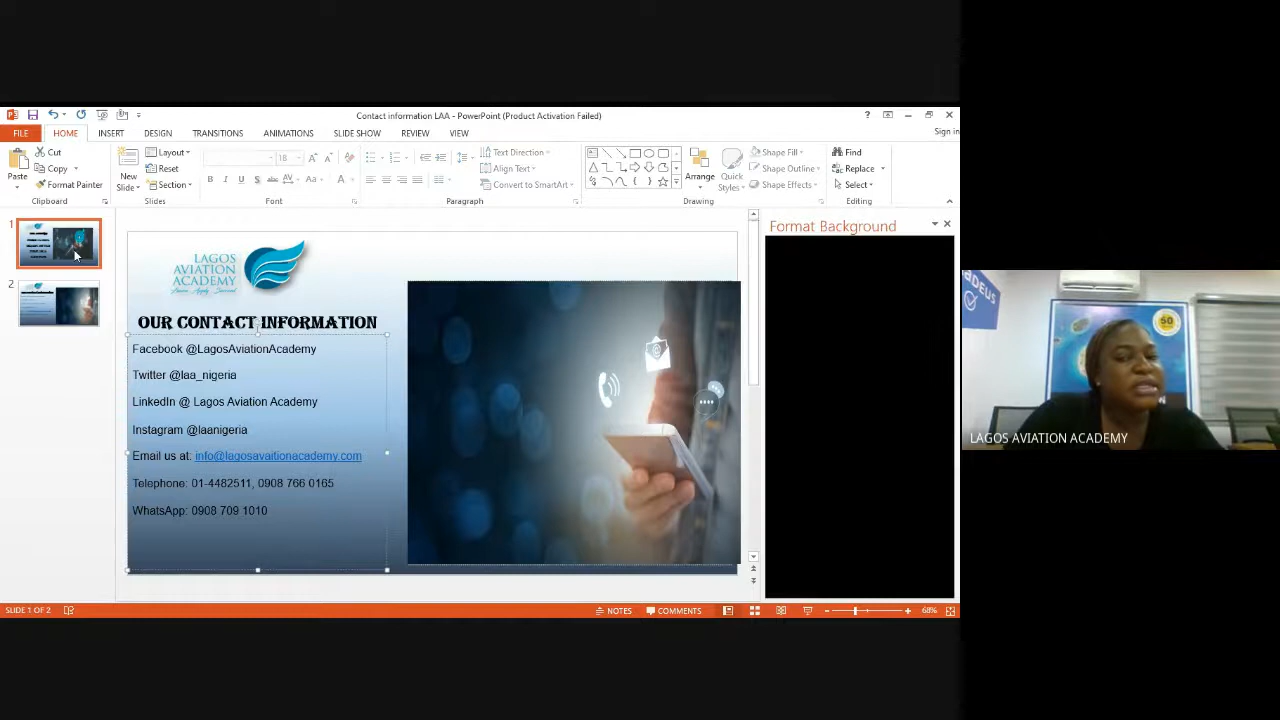 Contact information LAA - PowerPoint (Product Activation Failed)
FILE HOME INSERT DESIGN TRANSITIONS ANIMATIONS SLIDE SHOW REVIEW VIEW Sign in
Paste
Cut
Copy
Format Painter
Clipboard
New Slide
Layout
Reset
Section
Slides
18
Font
Text Direction
Align Text
Convert to SmartArt
Paragraph
Arrange
Quick Styles
Shape Fill
Shape Outline
Shape Effects
Drawing
Find
Replace
Select
Editing
1
2
LAGOS
AVIATION
ACADEMY
OUR CONTACT INFORMATION
Facebook @LagosAviationAcademy
Twitter @laa_nigeria
LinkedIn @ Lagos Aviation Academy
Instagram @laanigeria
Email us at: info@lagosavaitionacademy.com
Telephone: 01-4482511, 0908 766 0165
WhatsApp: 0908 709 1010
Format Background
aDEUS
50
LAGOS AVIATION ACADEMY
SLIDE 1 OF 2
NOTES
COMMENTS
68%